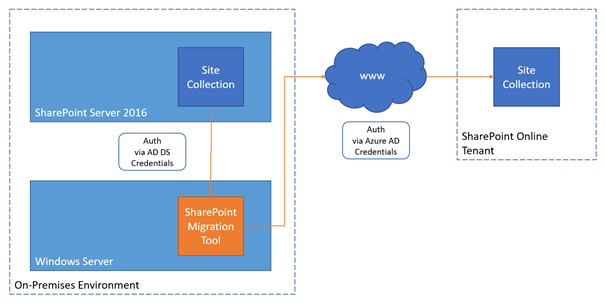 Site
Collection
SharePoint Server 2016
Auth
via AD DS
Credentials
SharePoint
Migration
Tool
Windows Server
On-Premises Environment
www
Auth
via Azure AD
Credentials
Site
Collection
SharePoint Online
Tenant